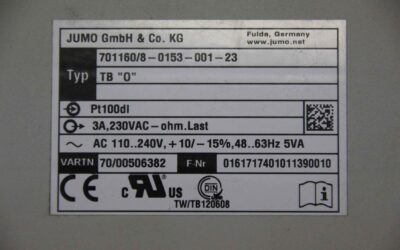 JUMO GmbH & Co. KG
Fulda, Germany
www.jumo.net
701160/8-0153-001-23
Typ TB "O"
Pt100dl
3A,230VAC-ohm.Last
AC 110..240V, +10/-15%,48..63Hz 5VA
VARTN 70/00506382 F-Nr 0161717401011390010
CE C US DIN
TW/TB120608
i